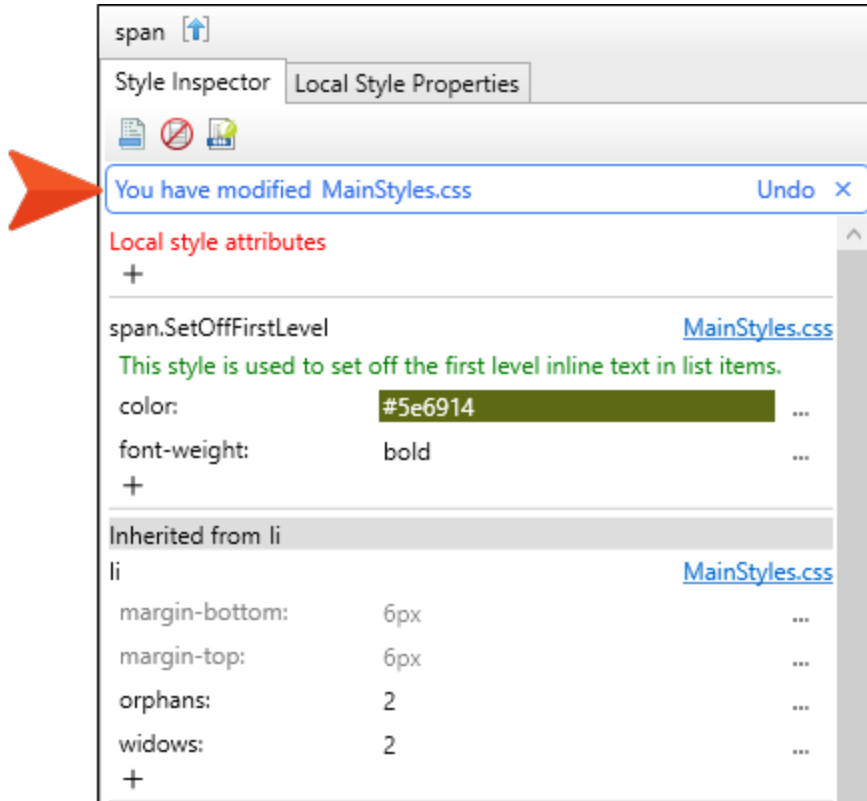 span
Style Inspector Local Style Properties
You have modified MainStyles.css Undo ×
Local style attributes
+
span.SetOffFirstLevel MainStyles.css
This style is used to set off the first level inline text in list items.
color: #5e6914 ...
font-weight: bold ...
+
Inherited from li
li MainStyles.css
margin-bottom: 6px ...
margin-top: 6px ...
orphans: 2 ...
widows: 2 ...
+